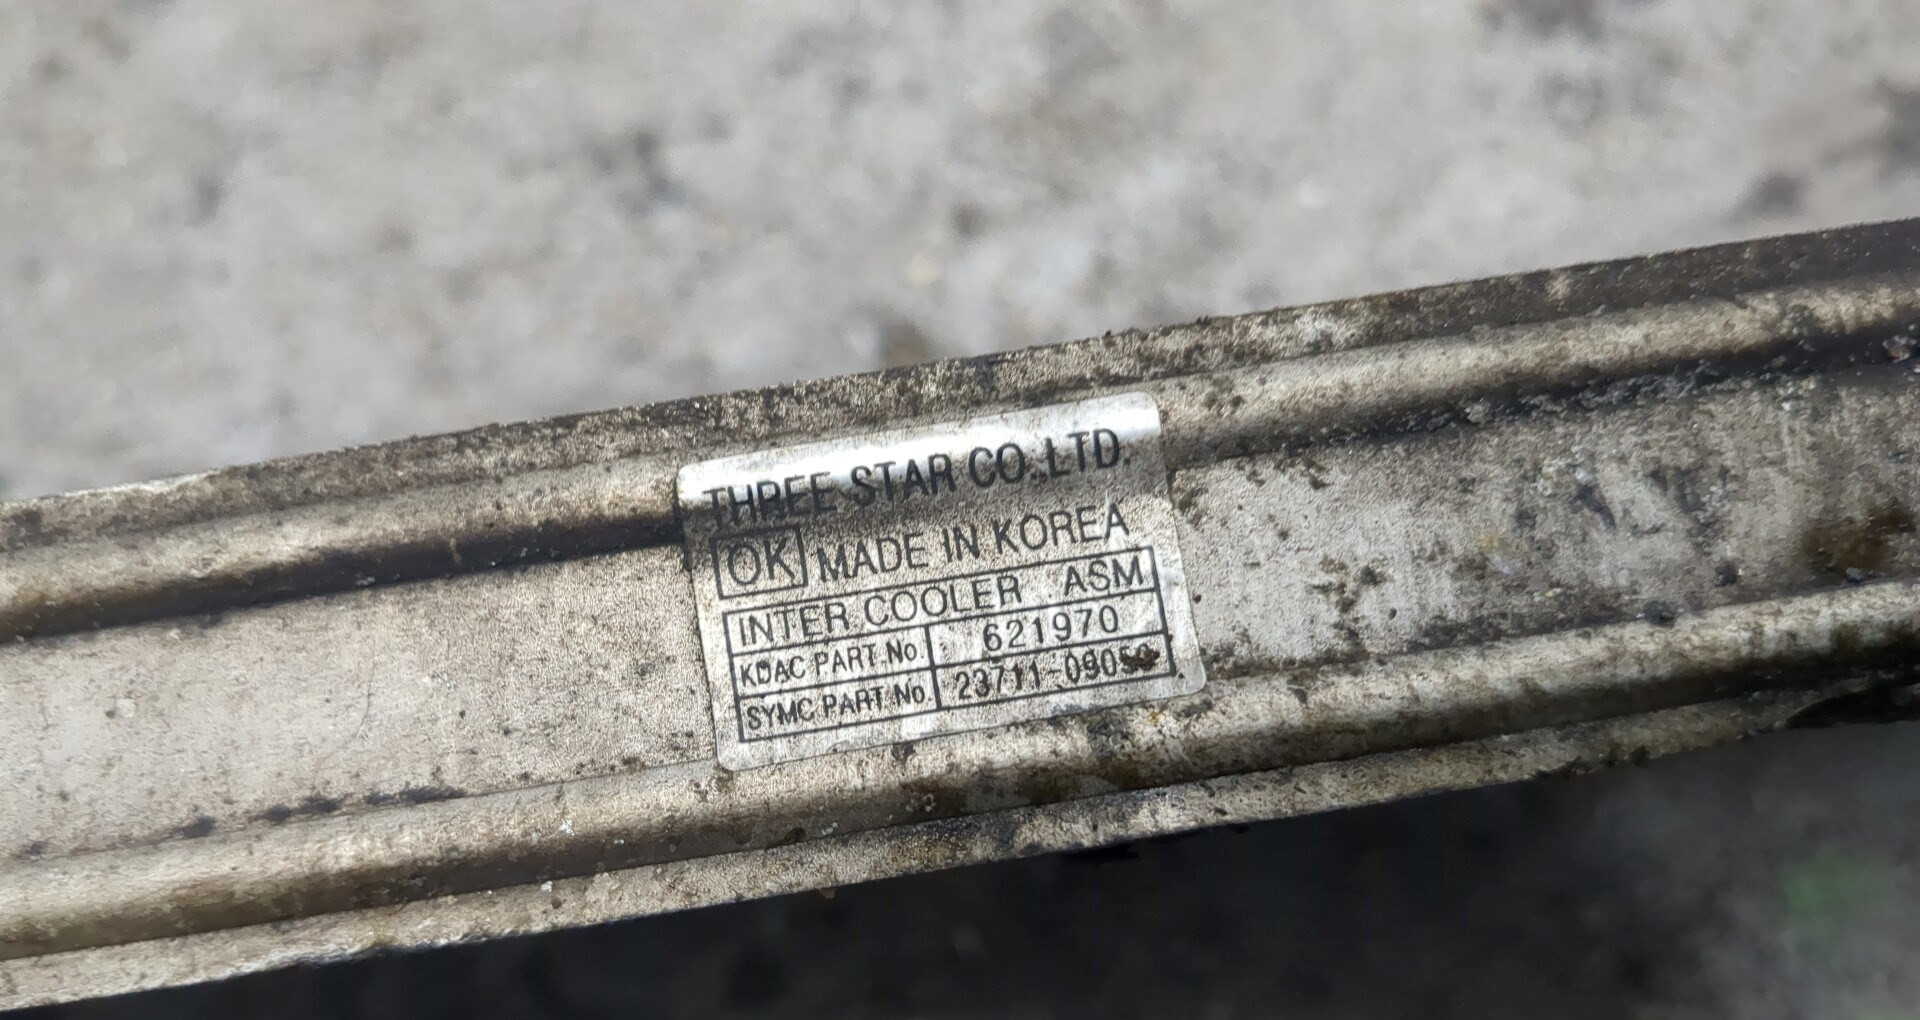 THREE STAR CO.,LTD.
OK MADE IN KOREA
INTER COOLER ASM
KDAC PART No. 621970
SYMC PART No.